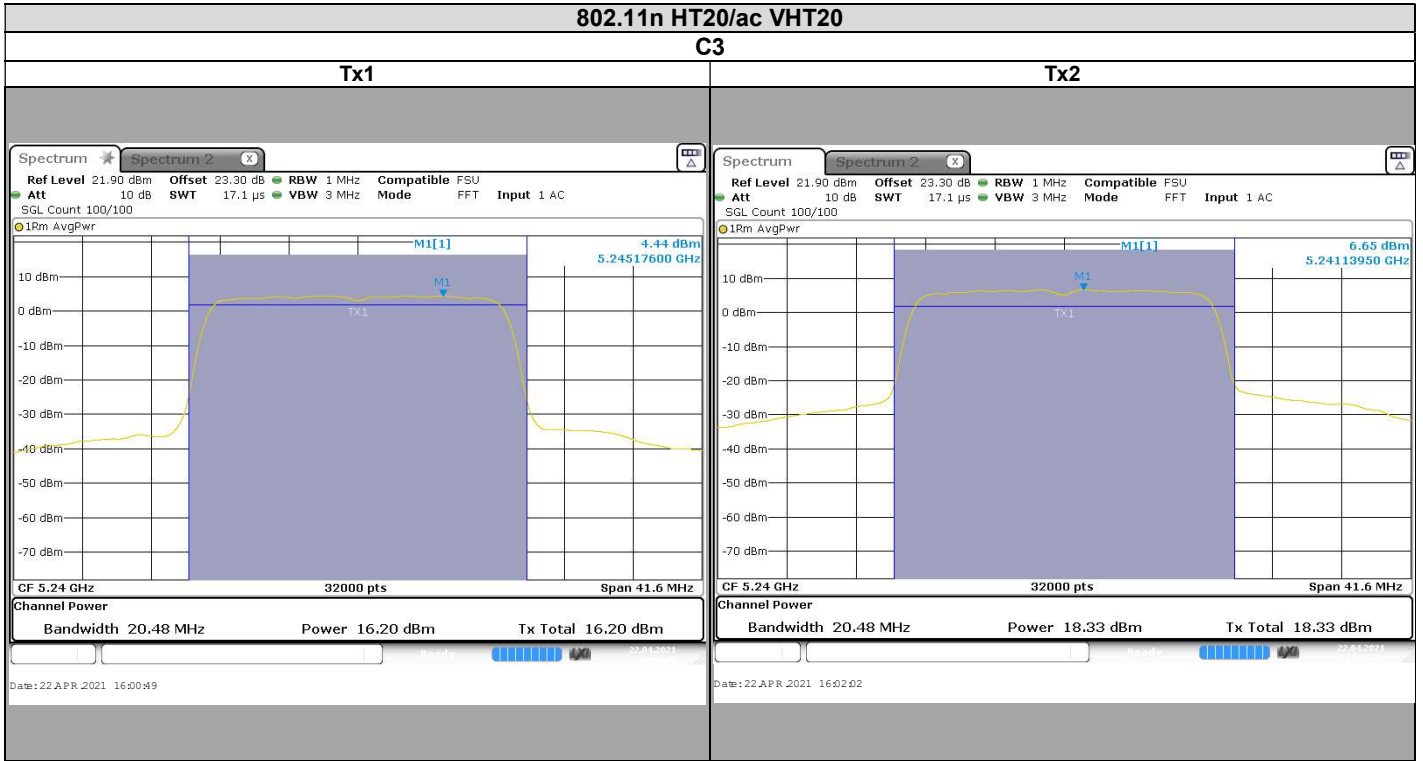 802.11n HT20/ac VHT20
C3
Tx1
Tx2
Spectrum
Spectrum 2
X
Ref Level 21.90 dBm Offset 23.30 dB RBW 1 MHz Compatible FSU
Att 10 dB SWT 17.1 µs VBW 3 MHz Mode FFT Input 1 AC
SGL Count 100/100
1Rm AvgPwr
M1[1] 4.44 dBm
5.24517600 GHz
10 dBm
M1
0 dBm
TX1
-10 dBm
-20 dBm
-30 dBm
-40 dBm
-50 dBm
-60 dBm
-70 dBm
CF 5.24 GHz 32000 pts Span 41.6 MHz
Channel Power
Bandwidth 20.48 MHz Power 16.20 dBm Tx Total 16.20 dBm
Ready
22.04.2021
Date: 22.APR.2021 16:00:49
Spectrum
Spectrum 2
X
Ref Level 21.90 dBm Offset 23.30 dB RBW 1 MHz Compatible FSU
Att 10 dB SWT 17.1 µs VBW 3 MHz Mode FFT Input 1 AC
SGL Count 100/100
1Rm AvgPwr
M1[1] 6.65 dBm
5.24113950 GHz
10 dBm
M1
0 dBm
TX1
-10 dBm
-20 dBm
-30 dBm
-40 dBm
-50 dBm
-60 dBm
-70 dBm
CF 5.24 GHz 32000 pts Span 41.6 MHz
Channel Power
Bandwidth 20.48 MHz Power 18.33 dBm Tx Total 18.33 dBm
Ready
22.04.2021
Date: 22.APR.2021 16:02:02